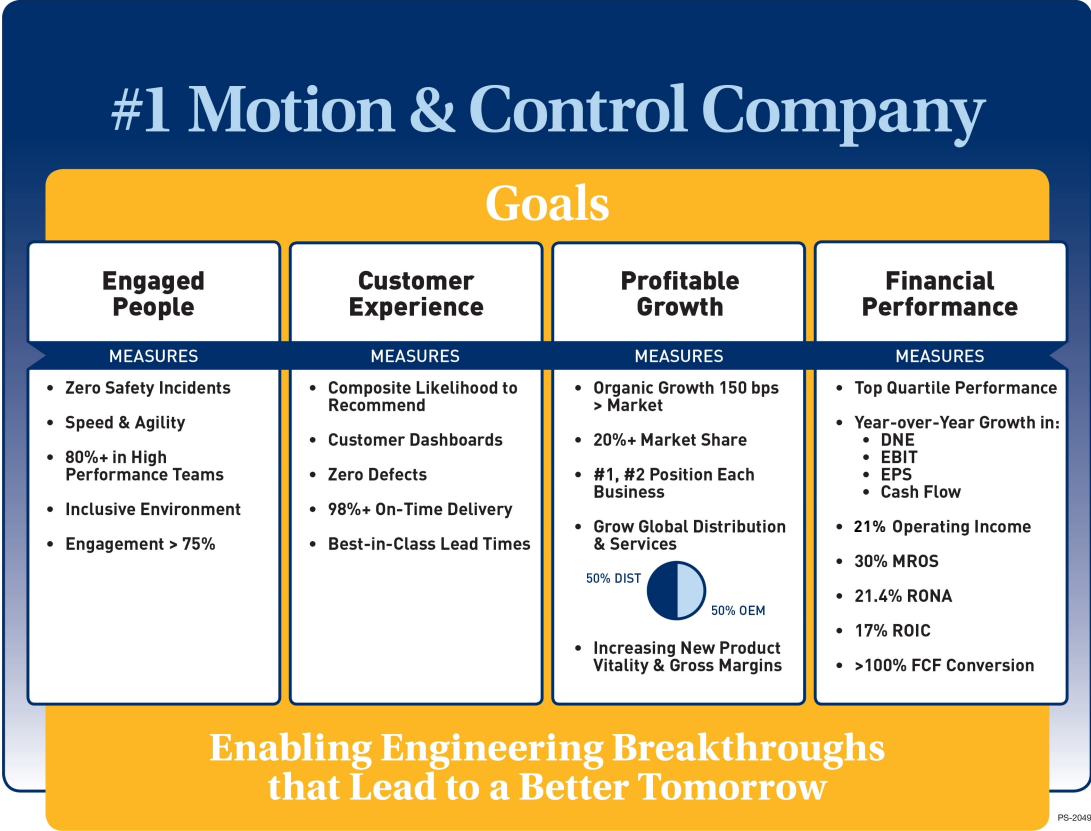 #1 Motion & Control Company
Goals
Engaged
People
MEASURES
• Zero Safety Incidents
• Speed & Agility
• 80%+ in High
Performance Teams
• Inclusive Environment
• Engagement > 75%
Customer
Experience
MEASURES
• Composite Likelihood to
Recommend
• Customer Dashboards
• Zero Defects
• 98%+ On-Time Delivery
• Best-in-Class Lead Times
Profitable
Growth
MEASURES
• Organic Growth 150 bps
> Market
• 20%+ Market Share
• #1, #2 Position Each
Business
• Grow Global Distribution
& Services
50% DIST
50% OEM
• Increasing New Product
Vitality & Gross Margins
Financial
Performance
MEASURES
• Top Quartile Performance
• Year-over-Year Growth in:
• DNE
• EBIT
• EPS
• Cash Flow
• 21% Operating Income
• 30% MROS
• 21.4% RONA
• 17% ROIC
• >100% FCF Conversion
Enabling Engineering Breakthroughs
that Lead to a Better Tomorrow